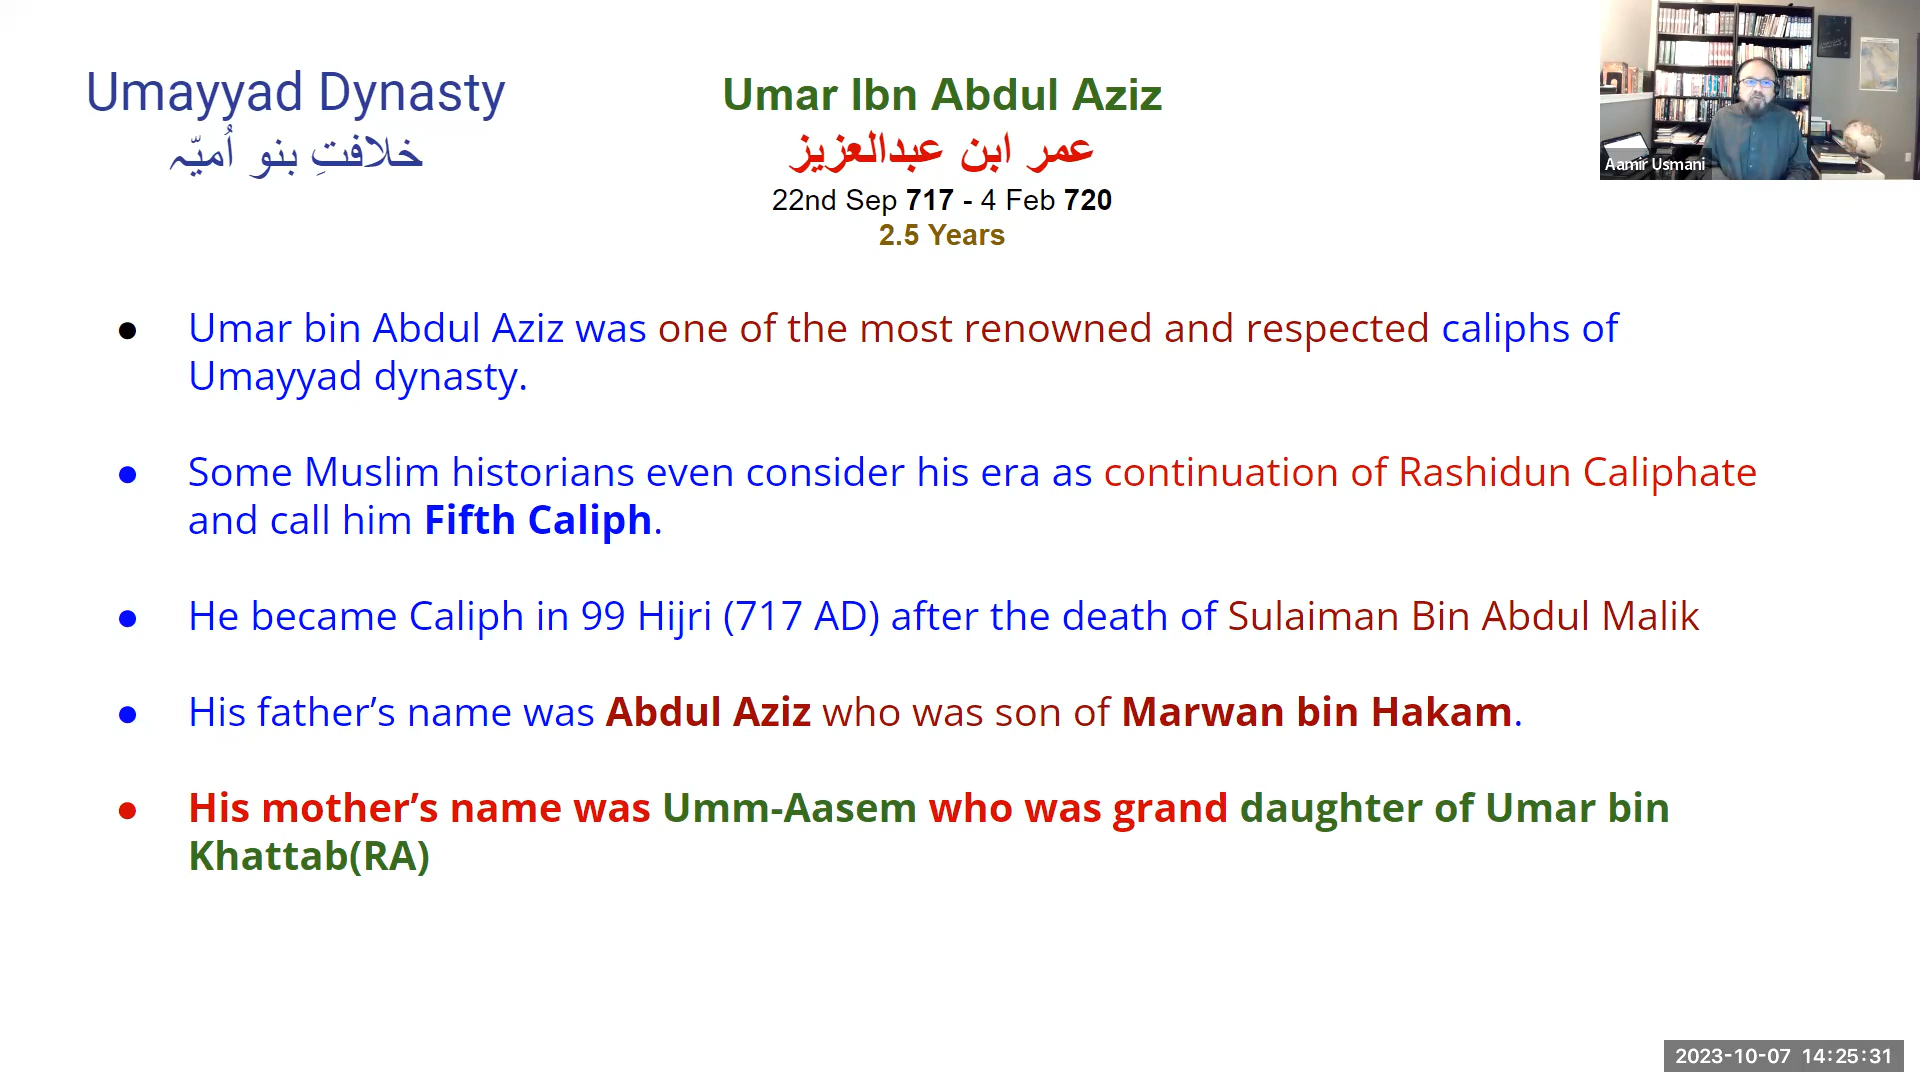 Umayyad Dynasty
خلافتِ بنو اُمیّہ
Umar Ibn Abdul Aziz
عمر ابن عبدالعزیز
22nd Sep 717 - 4 Feb 720
2.5 Years
Aamir Usmani
● Umar bin Abdul Aziz was one of the most renowned and respected caliphs of
Umayyad dynasty.
● Some Muslim historians even consider his era as continuation of Rashidun Caliphate
and call him Fifth Caliph.
● He became Caliph in 99 Hijri (717 AD) after the death of Sulaiman Bin Abdul Malik
● His father’s name was Abdul Aziz who was son of Marwan bin Hakam.
● His mother’s name was Umm-Aasem who was grand daughter of Umar bin
Khattab(RA)
2023-10-07 14:25:31